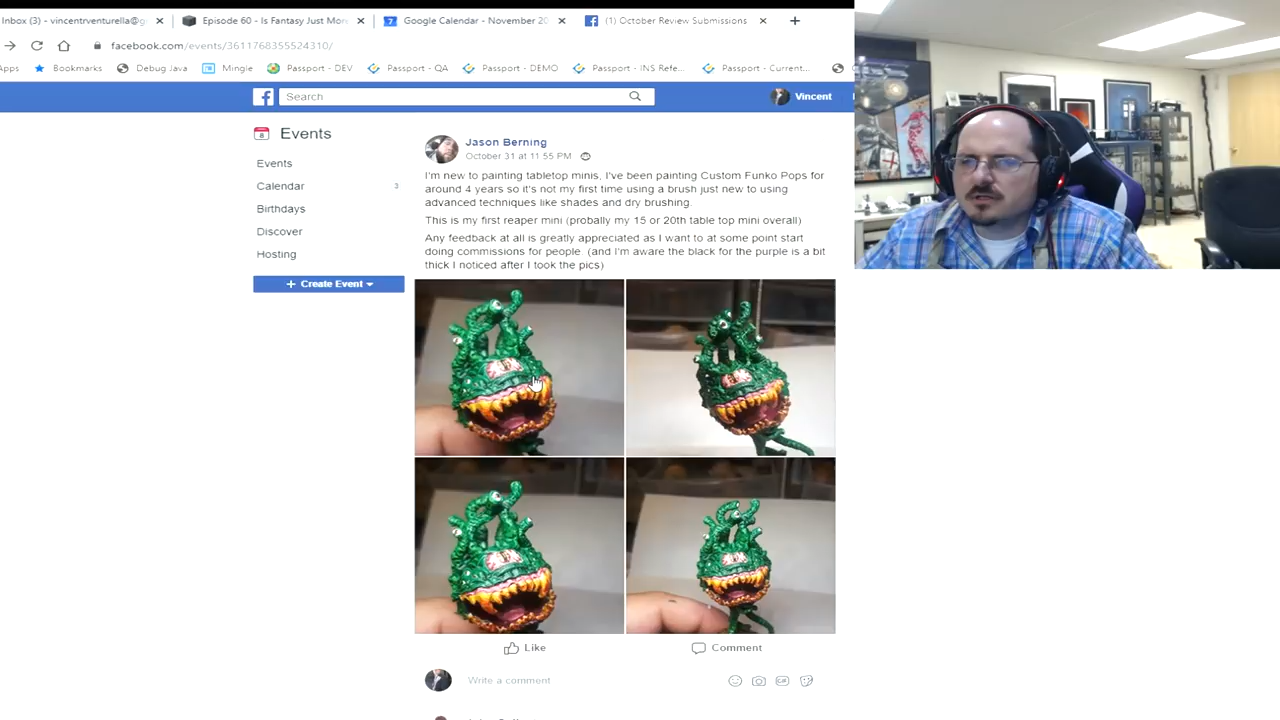 Inbox (3) - vincentrventurella@g
Episode 60 - Is Fantasy Just Mor
Google Calendar - November 20
(1) October Review Submissions
facebook.com/events/3611768355524310/
Apps
Bookmarks
Debug Java
Mingle
Passport - DEV
Passport - QA
Passport - DEMO
Passport - INS Refe...
Passport - Current...
Search
Vincent
Events
Events
Calendar 3
Birthdays
Discover
Hosting
+ Create Event
Jason Berning
October 31 at 11:55 PM
I'm new to painting tabletop minis, I've been painting Custom Funko Pops for
around 4 years so it's not my first time using a brush just new to using
advanced techniques like shades and dry brushing.
This is my first reaper mini (probally my 15 or 20th table top mini overall)
Any feedback at all is greatly appreciated as I want to at some point start
doing commissions for people. (and I'm aware the black for the purple is a bit
thick I noticed after I took the pics)
Like
Comment
Write a comment
GIF